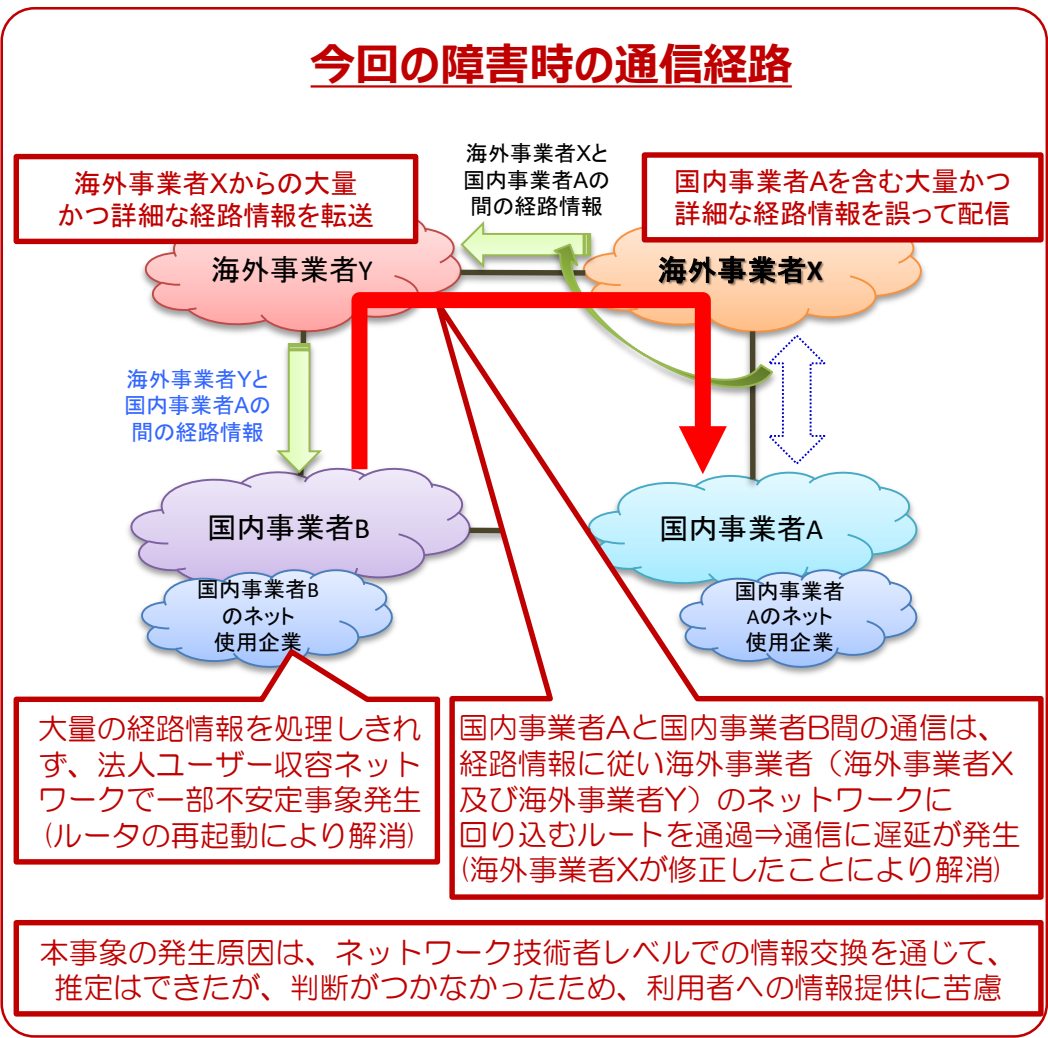 今回の障害時の通信経路
海外事業者Xからの大量
かつ詳細な経路情報を転送
海外事業者Xと
国内事業者Aの
間の経路情報
国内事業者Aを含む大量かつ
詳細な経路情報を誤って配信
海外事業者Y
海外事業者X
海外事業者Yと
国内事業者Aの
間の経路情報
国内事業者B
国内事業者A
国内事業者B
のネット
使用企業
国内事業者
Aのネット
使用企業
大量の経路情報を処理しきれ
ず、法人ユーザー収容ネット
ワークで一部不安定事象発生
(ルータの再起動により解消)
国内事業者Aと国内事業者B間の通信は、
経路情報に従い海外事業者（海外事業者X
及び海外事業者Y）のネットワークに
回り込むルートを通過⇒通信に遅延が発生
(海外事業者Xが修正したことにより解消)
本事象の発生原因は、ネットワーク技術者レベルでの情報交換を通じて、
推定はできたが、判断がつかなかったため、利用者への情報提供に苦慮